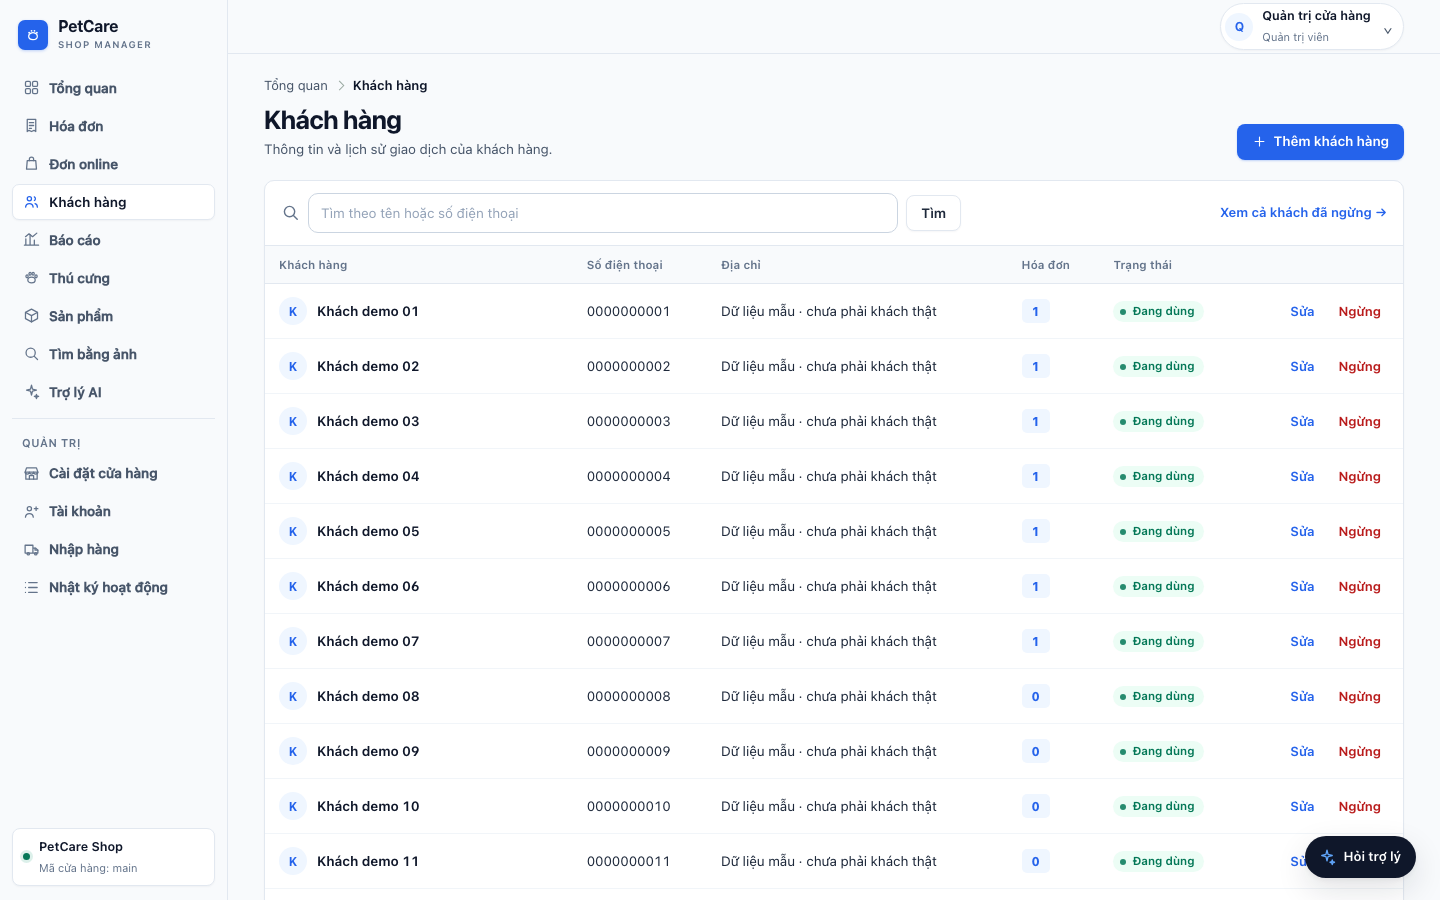 PetCare
SHOP MANAGER
Tổng quan
Hóa đơn
Đơn online
Khách hàng
Báo cáo
Thú cưng
Sản phẩm
Tìm bằng ảnh
Trợ lý AI
QUẢN TRỊ
Cài đặt cửa hàng
Tài khoản
Nhập hàng
Nhật ký hoạt động
PetCare Shop
Mã cửa hàng: main
Q
Quản trị cửa hàng
Quản trị viên
Tổng quan > Khách hàng
Khách hàng
Thông tin và lịch sử giao dịch của khách hàng.
+ Thêm khách hàng
Tìm theo tên hoặc số điện thoại
Tìm
Xem cả khách đã ngừng →
Khách hàng Số điện thoại Địa chỉ Hóa đơn Trạng thái
K Khách demo 01 0000000001 Dữ liệu mẫu · chưa phải khách thật 1 Đang dùng Sửa Ngừng
K Khách demo 02 0000000002 Dữ liệu mẫu · chưa phải khách thật 1 Đang dùng Sửa Ngừng
K Khách demo 03 0000000003 Dữ liệu mẫu · chưa phải khách thật 1 Đang dùng Sửa Ngừng
K Khách demo 04 0000000004 Dữ liệu mẫu · chưa phải khách thật 1 Đang dùng Sửa Ngừng
K Khách demo 05 0000000005 Dữ liệu mẫu · chưa phải khách thật 1 Đang dùng Sửa Ngừng
K Khách demo 06 0000000006 Dữ liệu mẫu · chưa phải khách thật 1 Đang dùng Sửa Ngừng
K Khách demo 07 0000000007 Dữ liệu mẫu · chưa phải khách thật 1 Đang dùng Sửa Ngừng
K Khách demo 08 0000000008 Dữ liệu mẫu · chưa phải khách thật 0 Đang dùng Sửa Ngừng
K Khách demo 09 0000000009 Dữ liệu mẫu · chưa phải khách thật 0 Đang dùng Sửa Ngừng
K Khách demo 10 0000000010 Dữ liệu mẫu · chưa phải khách thật 0 Đang dùng Sửa Ngừng
K Khách demo 11 0000000011 Dữ liệu mẫu · chưa phải khách thật 0 Đang dùng
Hỏi trợ lý